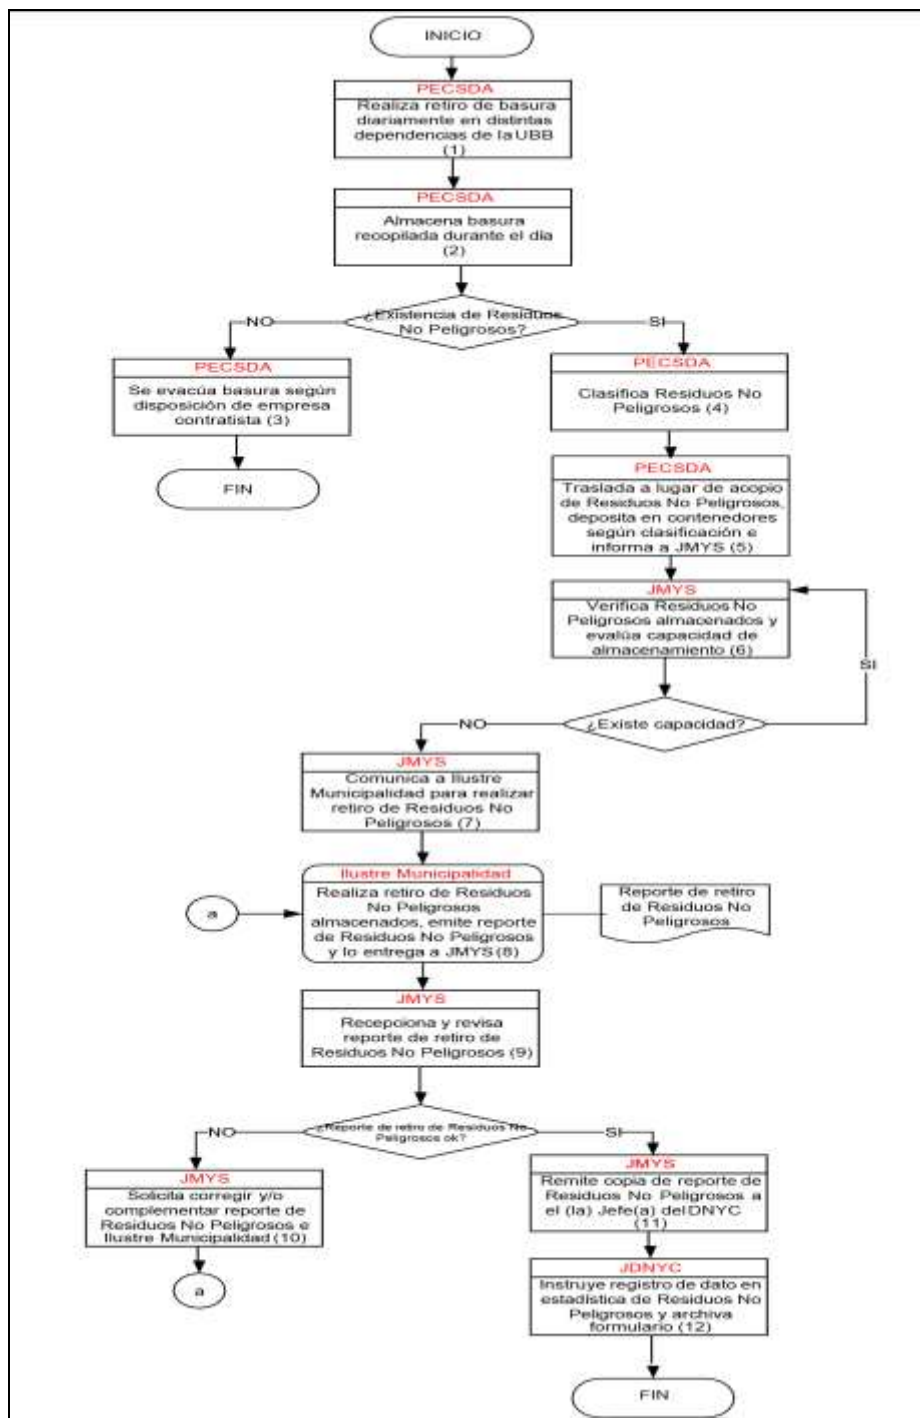 INICIO
PECSDA
Realiza retiro de basura
diariamente en distintas
dependencias de la UBB
(1)
PECSDA
Almacena basura
recopilada durante el día
(2)
¿Existencia de Residuos
No Peligrosos?
NO
SI
PECSDA
Se evacúa basura según
disposición de empresa
contratista (3)
FIN
PECSDA
Clasifica Residuos No
Peligrosos (4)
PECSDA
Traslada a lugar de acopio
de Residuos No Peligrosos,
deposita en contenedores
según clasificación e
informa a JMYS (5)
JMYS
Verifica Residuos No
Peligrosos almacenados y
evalúa capacidad de
almacenamiento (6)
SI
¿Existe capacidad?
NO
JMYS
Comunica a Ilustre
Municipalidad para realizar
retiro de Residuos No
Peligrosos (7)
Ilustre Municipalidad
Realiza retiro de Residuos
No Peligrosos
almacenados, emite reporte
de Residuos No Peligrosos
y lo entrega a JMYS (8)
a
Reporte de retiro
de Residuos No
Peligrosos
JMYS
Recepciona y revisa
reporte de retiro de
Residuos No Peligrosos (9)
¿Reporte de retiro de Residuos No
Peligrosos ok?
NO
SI
JMYS
Solicita corregir y/o
complementar reporte de
Residuos No Peligrosos e
Ilustre Municipalidad (10)
a
JMYS
Remite copia de reporte de
Residuos No Peligrosos a
el (la) Jefe(a) del DNYC
(11)
JDNYC
Instruye registro de dato en
estadística de Residuos No
Peligrosos y archiva
formulario (12)
FIN